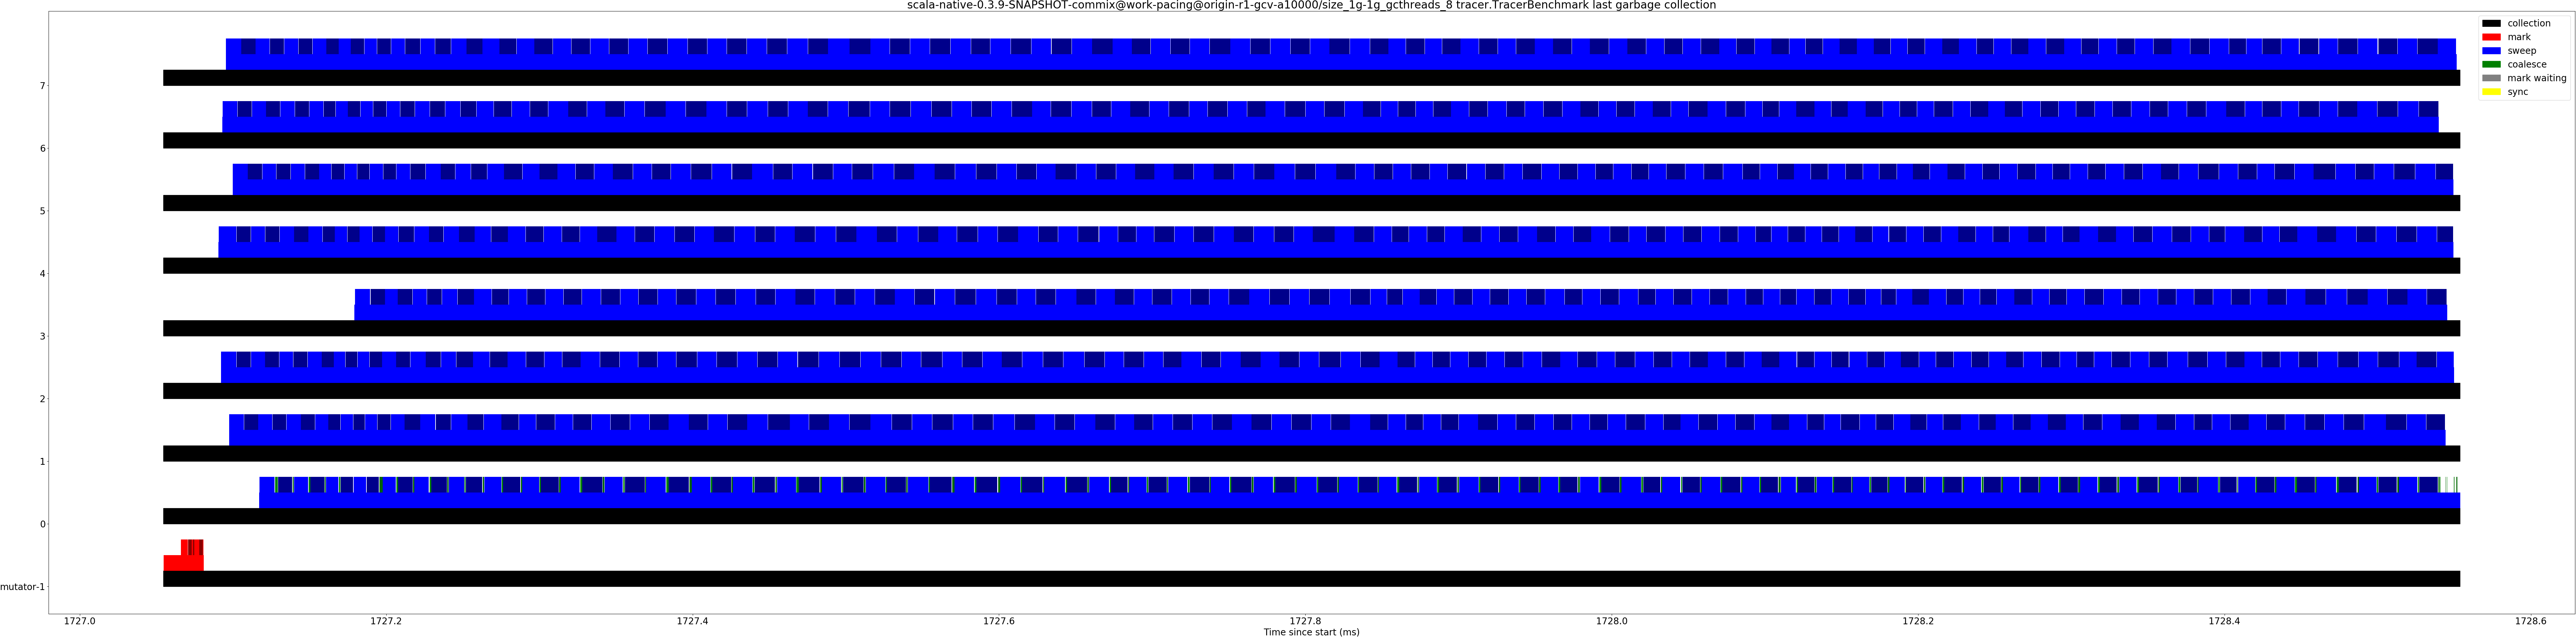 scala-native-0.3.9-SNAPSHOT-commix@work-pacing@origin-r1-gcv-a10000/size_1g-1g_gcthreads_8 tracer.TracerBenchmark last garbage collection
collection
mark
sweep
coalesce
mark waiting
sync
7
6
5
4
3
2
1
0
mutator-1
1727.0 1727.2 1727.4 1727.6 1727.8 1728.0 1728.2 1728.4 1728.6
Time since start (ms)